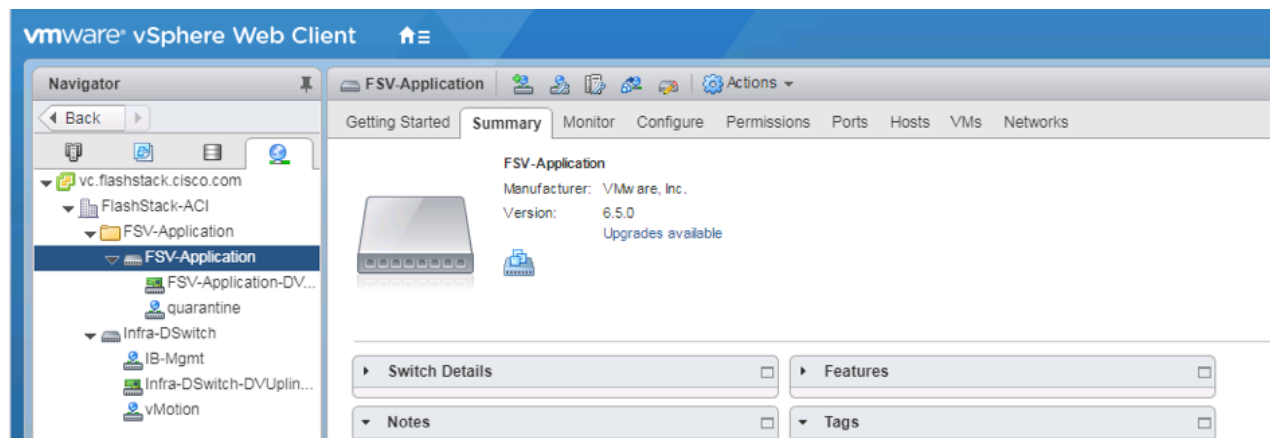 vmware® vSphere Web Client
Navigator
FSV-Application
Actions
Back
Getting Started Summary Monitor Configure Permissions Ports Hosts VMs Networks
vc.flashstack.cisco.com
FlashStack-ACI
FSV-Application
FSV-Application
FSV-Application-DV...
quarantine
Infra-DSwitch
IB-Mgmt
Infra-DSwitch-DVUplin...
vMotion
FSV-Application
Manufacturer: VMware, Inc.
Version: 6.5.0
Upgrades available
Switch Details
Features
Notes
Tags